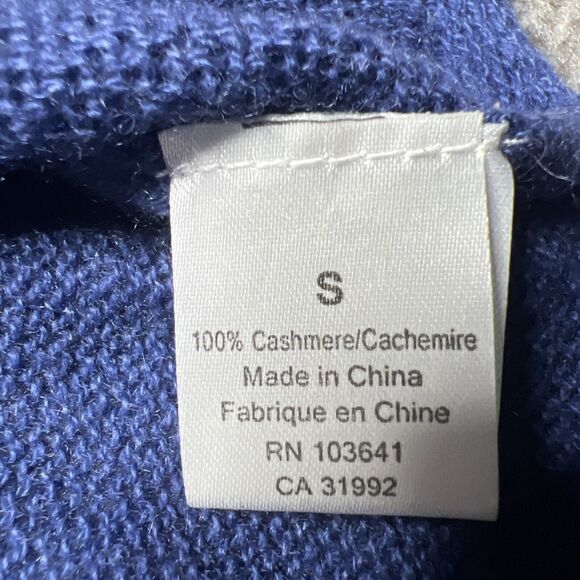 S
100% Cashmere/Cachemire
Made in China
Fabrique en Chine
RN 103641
CA 31992